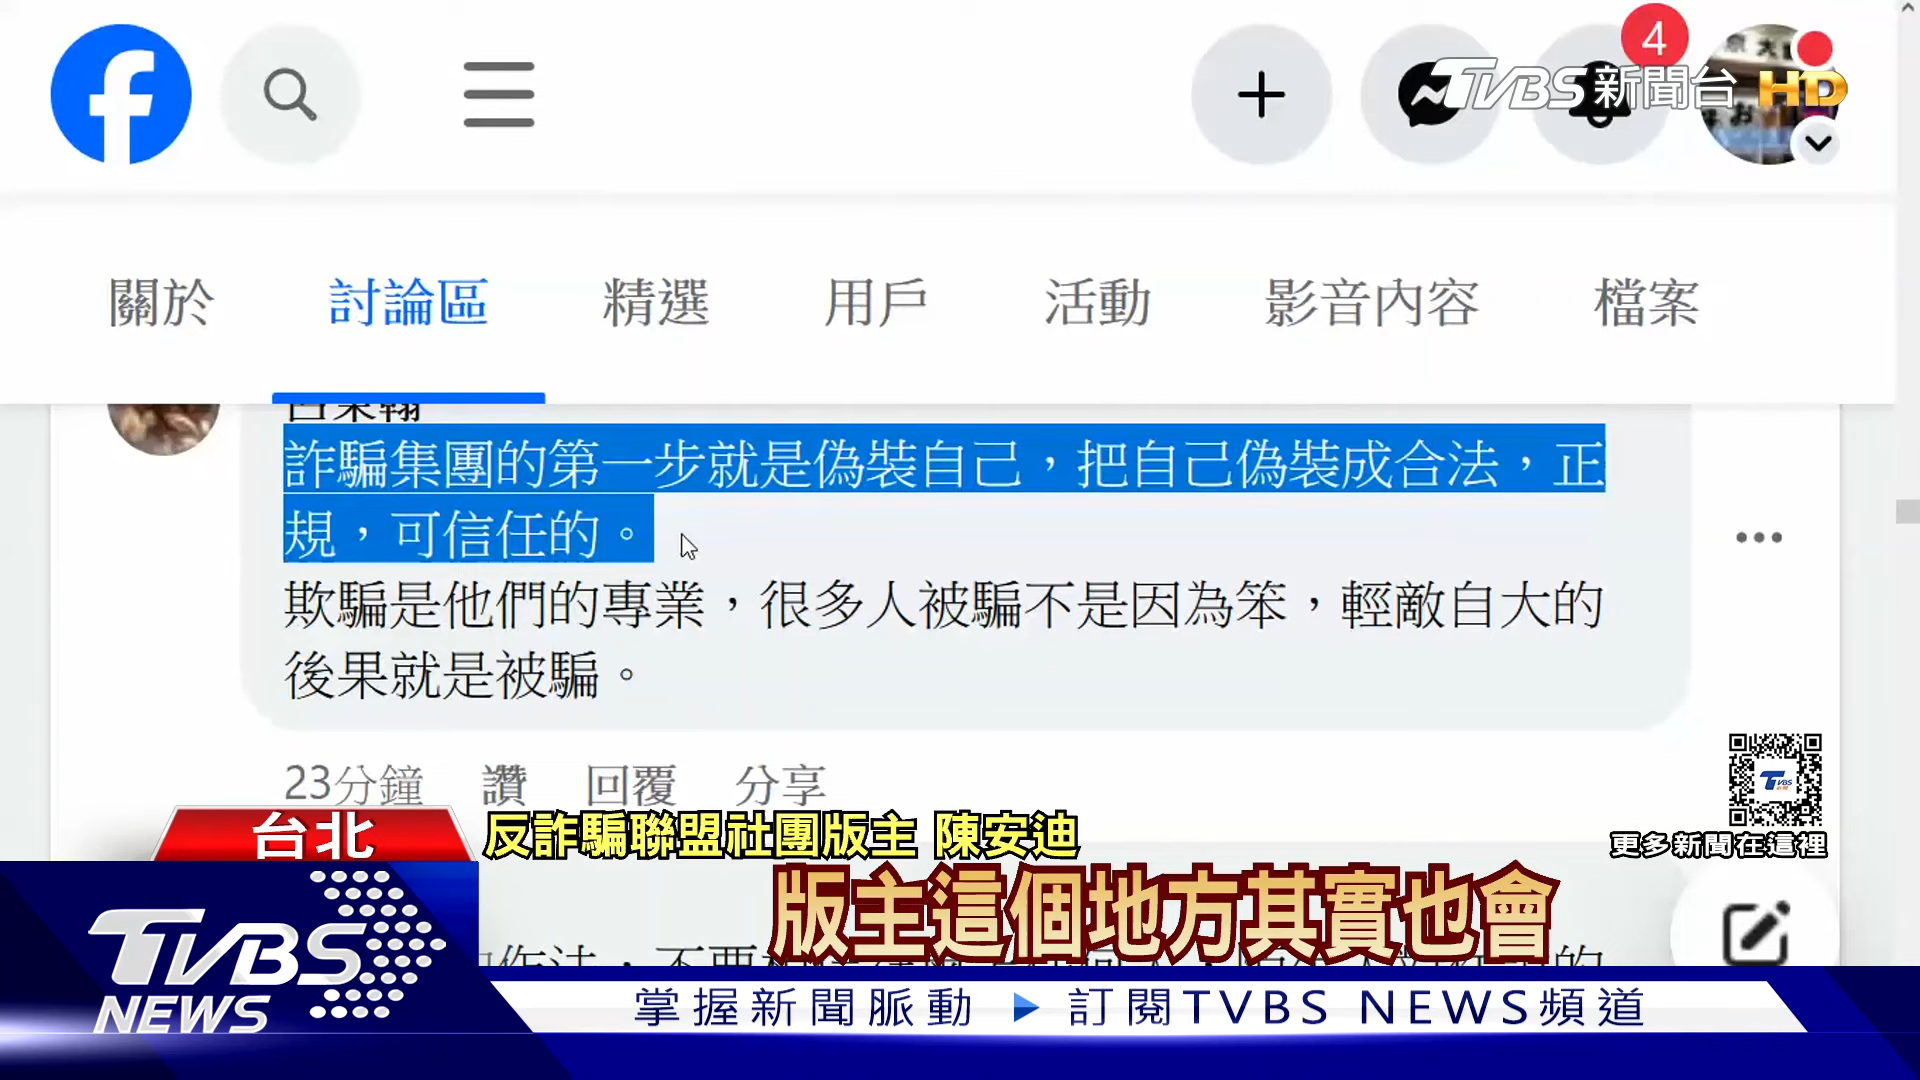 4
TVBS新聞台 HD
關於 討論區 精選 用戶 活動 影音內容 檔案
詐騙集團的第一步就是偽裝自己，把自己偽裝成合法，正
規，可信任的。
欺騙是他們的專業，很多人被騙不是因為笨，輕敵自大的
後果就是被騙。
23分鐘 讚 回覆 分享
TVBS
更多新聞在這裡
台北
反詐騙聯盟社團版主 陳安迪
版主這個地方其實也會
TVBS
NEWS
掌握新聞脈動 ▶ 訂閱TVBS NEWS頻道